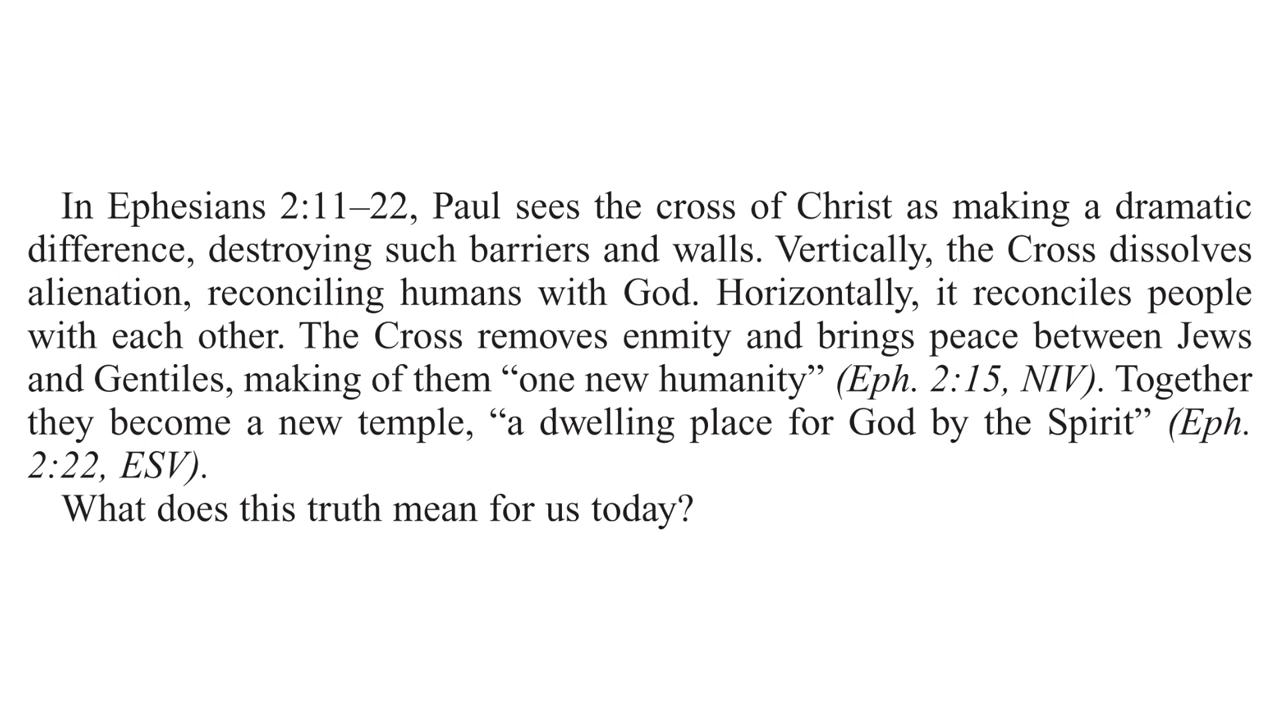 In Ephesians 2:11–22, Paul sees the cross of Christ as making a dramatic
difference, destroying such barriers and walls. Vertically, the Cross dissolves
alienation, reconciling humans with God. Horizontally, it reconciles people
with each other. The Cross removes enmity and brings peace between Jews
and Gentiles, making of them “one new humanity” (Eph. 2:15, NIV). Together
they become a new temple, “a dwelling place for God by the Spirit” (Eph.
2:22, ESV).
What does this truth mean for us today?